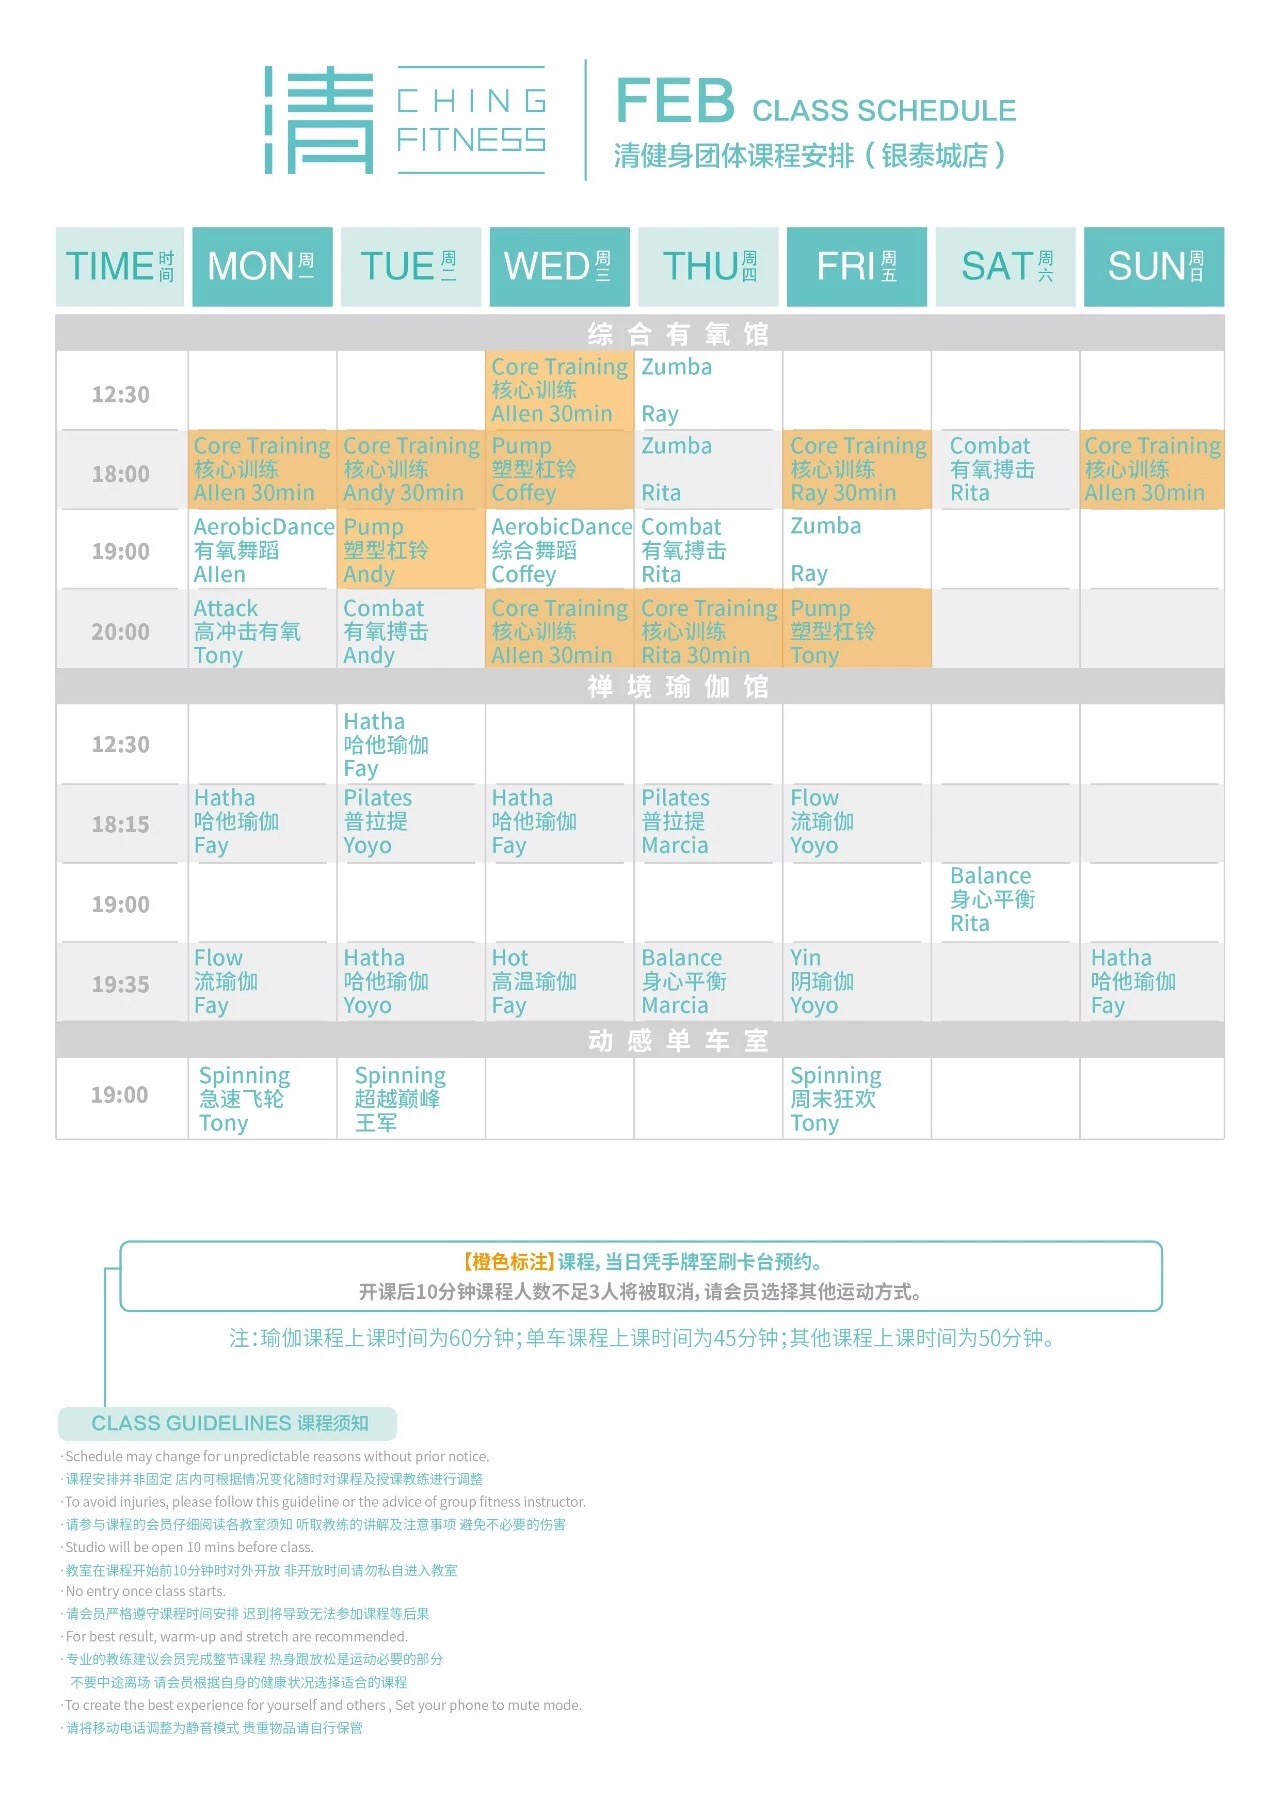 清 CHING FITNESS
FEB CLASS SCHEDULE
清健身团体课程安排（银泰城店）
TIME时间 MON周一 TUE周二 WED周三 THU周四 FRI周五 SAT周六 SUN周日
综合有氧馆
12:30
Core Training
核心训练
Allen 30min
Zumba
Ray
18:00
Core Training
核心训练
Allen 30min
Core Training
核心训练
Andy 30min
Pump
塑型杠铃
Coffey
Zumba
Rita
Core Training
核心训练
Ray 30min
Combat
有氧搏击
Rita
Core Training
核心训练
Allen 30min
19:00
AerobicDance
有氧舞蹈
Allen
Pump
塑型杠铃
Andy
AerobicDance
综合舞蹈
Coffey
Combat
有氧搏击
Rita
Zumba
Ray
20:00
Attack
高冲击有氧
Tony
Combat
有氧搏击
Andy
Core Training
核心训练
Allen 30min
Core Training
核心训练
Rita 30min
Pump
塑型杠铃
Tony
禅境瑜伽馆
12:30
Hatha
哈他瑜伽
Fay
18:15
Hatha
哈他瑜伽
Fay
Pilates
普拉提
Yoyo
Hatha
哈他瑜伽
Fay
Pilates
普拉提
Marcia
Flow
流瑜伽
Yoyo
19:00
Balance
身心平衡
Rita
19:35
Flow
流瑜伽
Fay
Hatha
哈他瑜伽
Yoyo
Hot
高温瑜伽
Fay
Balance
身心平衡
Marcia
Yin
阴瑜伽
Yoyo
Hatha
哈他瑜伽
Fay
动感单车室
19:00
Spinning
急速飞轮
Tony
Spinning
超越巅峰
王军
Spinning
周末狂欢
Tony
【橙色标注】课程，当日凭手牌至刷卡台预约。
开课后10分钟课程人数不足3人将被取消，请会员选择其他运动方式。
注：瑜伽课程上课时间为60分钟；单车课程上课时间为45分钟；其他课程上课时间为50分钟。
CLASS GUIDELINES 课程须知
·Schedule may change for unpredictable reasons without prior notice.
·课程安排并非固定 店内可根据情况变化随时对课程及授课教练进行调整
·To avoid injuries, please follow this guideline or the advice of group fitness instructor.
·请参与课程的会员仔细阅读各教室须知 听取教练的讲解及注意事项 避免不必要的伤害
·Studio will be open 10 mins before class.
·教室在课程开始前10分钟时对外开放 非开放时间请勿私自进入教室
·No entry once class starts.
·请会员严格遵守课程时间安排 迟到将导致无法参加课程等后果
·For best result, warm-up and stretch are recommended.
·专业的教练建议会员完成整节课程 热身跟放松是运动必要的部分
不要中途离场 请会员根据自身的健康状况选择适合的课程
·To create the best experience for yourself and others , Set your phone to mute mode.
·请将移动电话调整为静音模式 贵重物品请自行保管